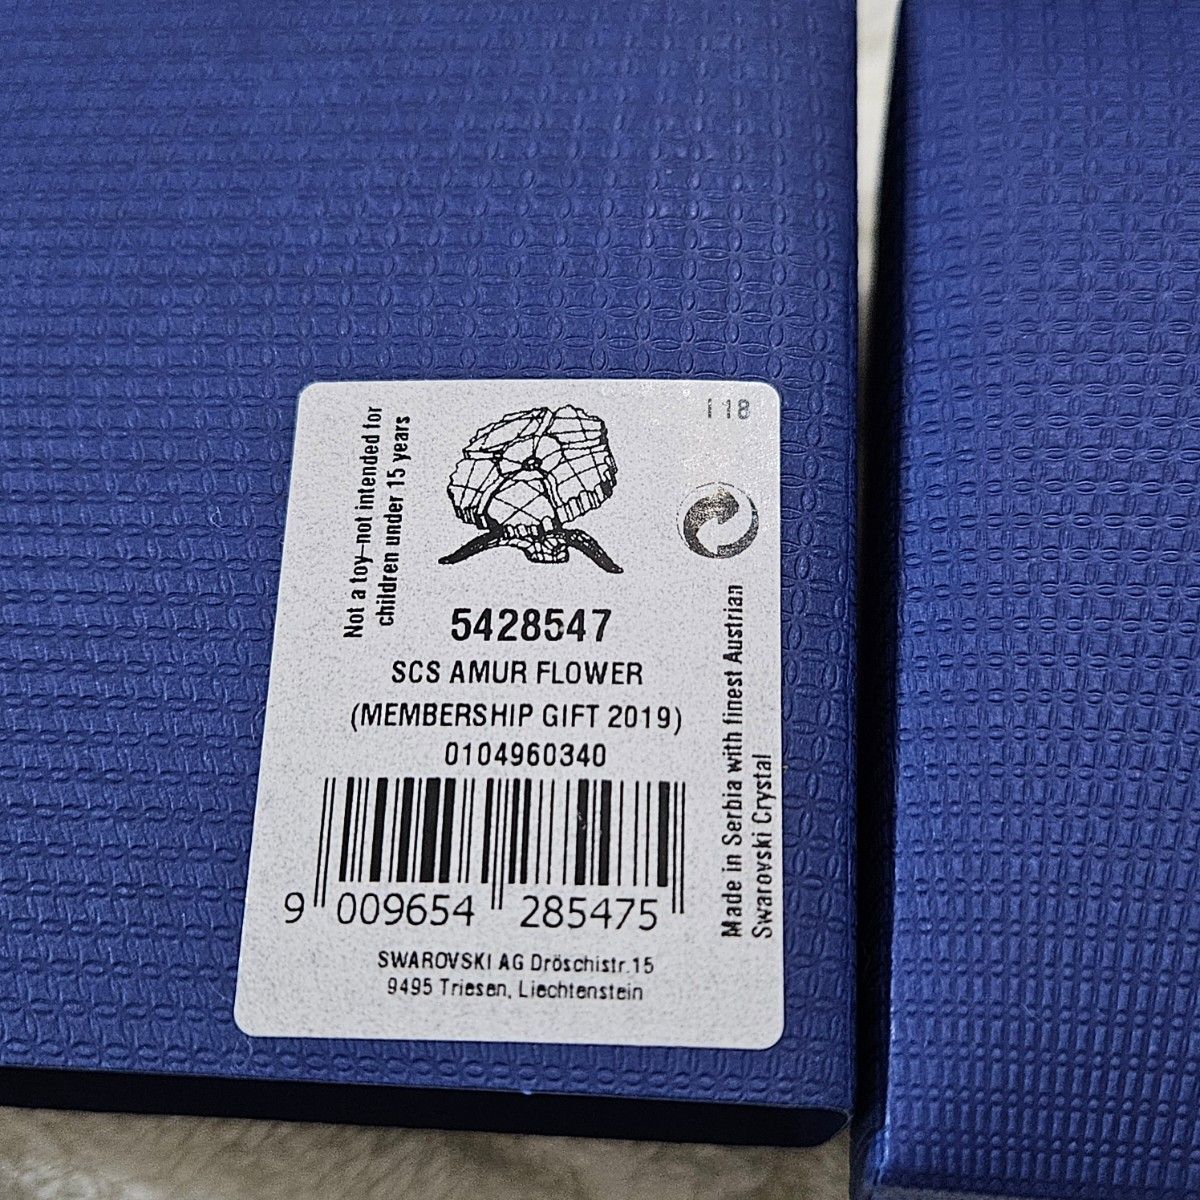 Not a toy-not intended for
children under 15 years
5428547
SCS AMUR FLOWER
(MEMBERSHIP GIFT 2019)
0104960340
9 009654 285475
SWAROVSKI AG Dröschistr.15
9495 Triesen, Liechtenstein
Made in Serbia with finest Austrian
Swarovski Crystal